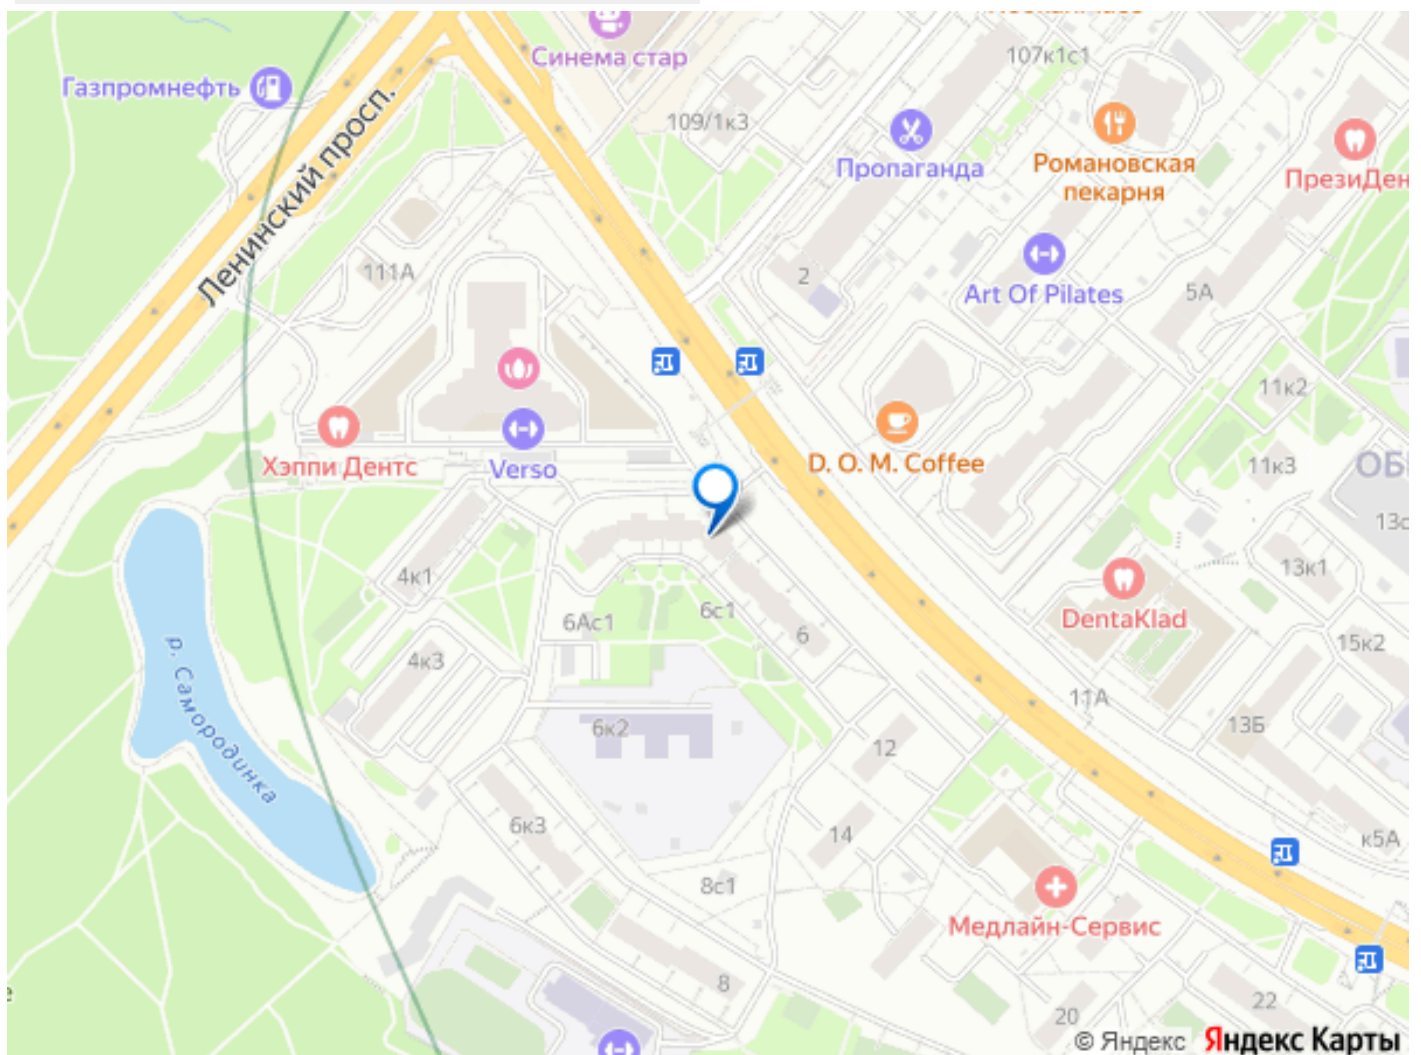 Синема стар
107к1с1
Газпромнефть
109/1к3
Пропаганда
Романовская
пекарня
ПрезиДен
Ленинский просп.
111А
2
Art Of Pilates
5А
11к2
Хэппи Дентс
Verso
D. O. M. Coffee
11к3
ОБ
13с
4к1
6Ас1
6с1
6
DentaKlad
13к1
15к2
4к3
р. Самородинка
6к2
12
11А
13Б
6к3
14
к5А
8с1
Медлайн-Сервис
8
20
22
е
© Яндекс Яндекс Карты